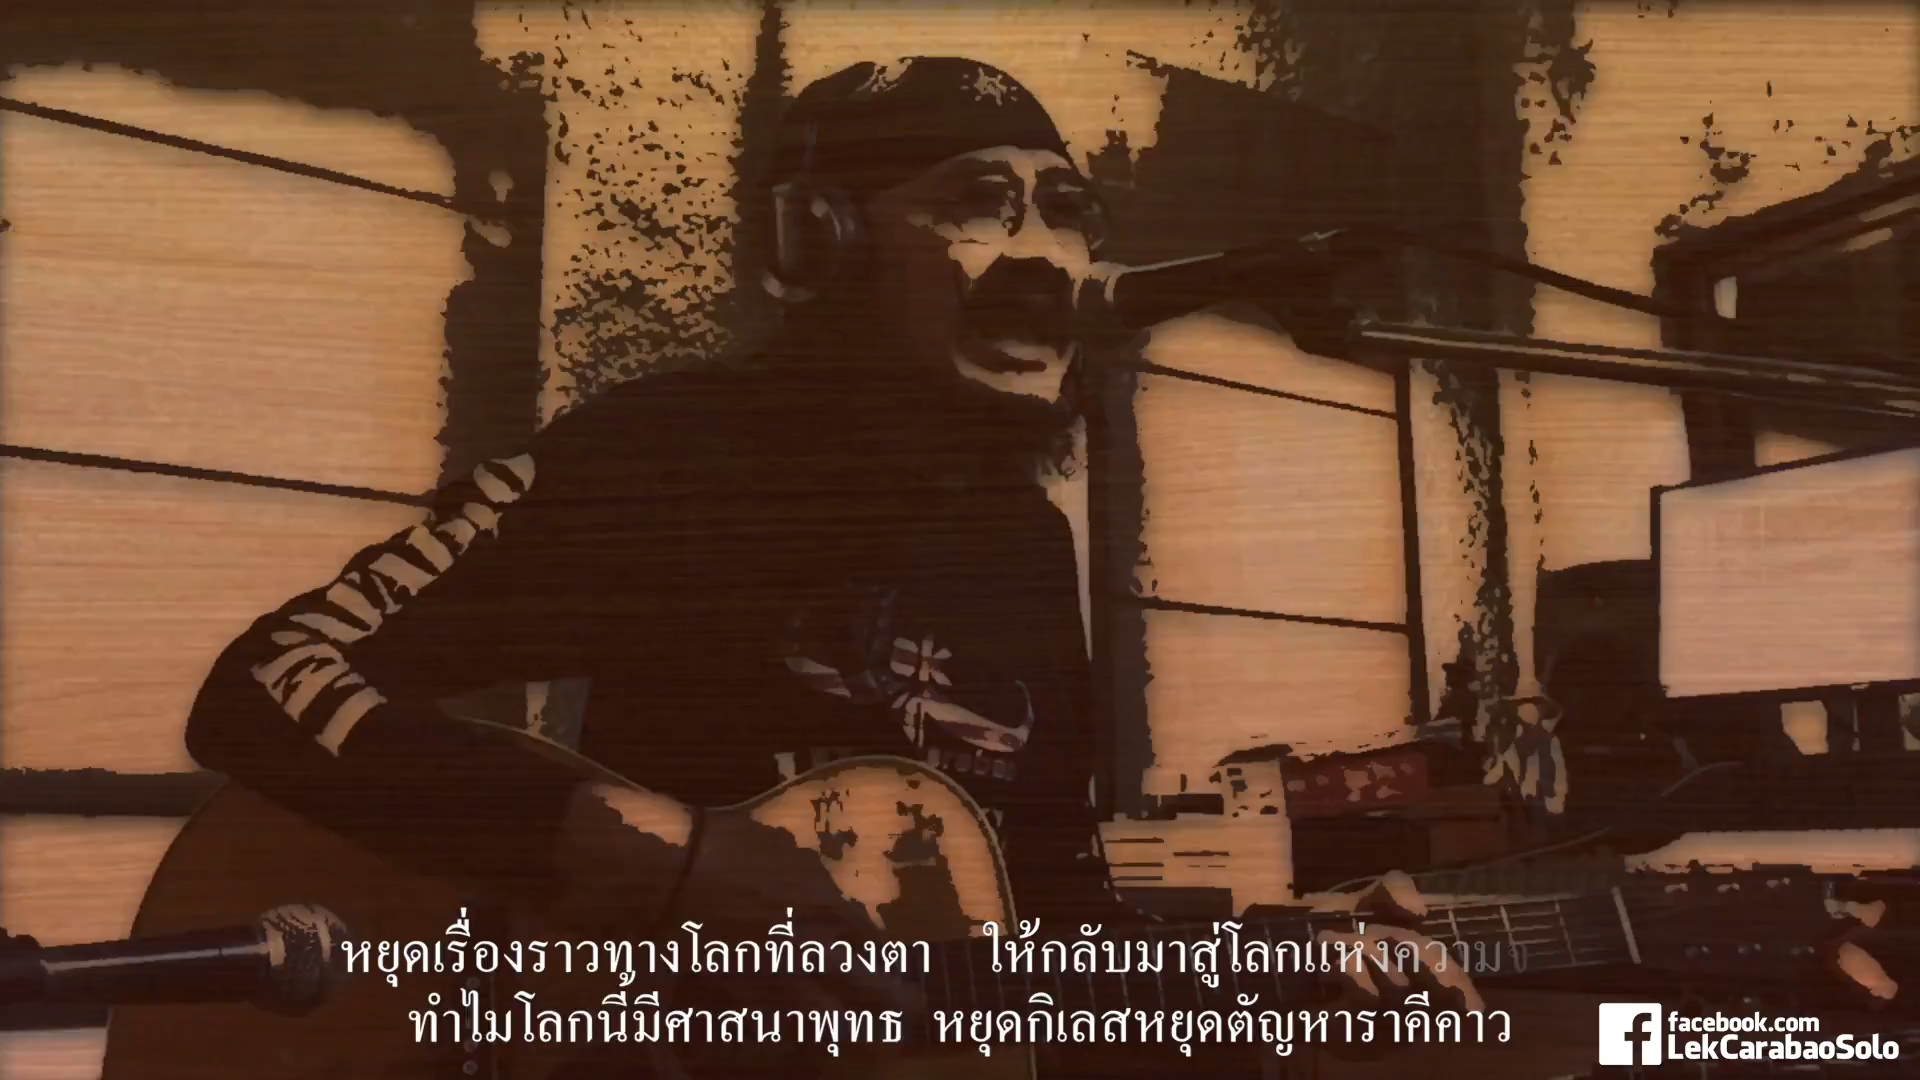 หยุดเรื่องราวทางโลกที่ลวงตา ให้กลับมาสู่โลกแห่งความ
ทำไมโลกนี้มีศาสนาพุทธ หยุดกิเลสหยุดตัญหาราคีคาว
facebook.com
LekCarabaoSolo